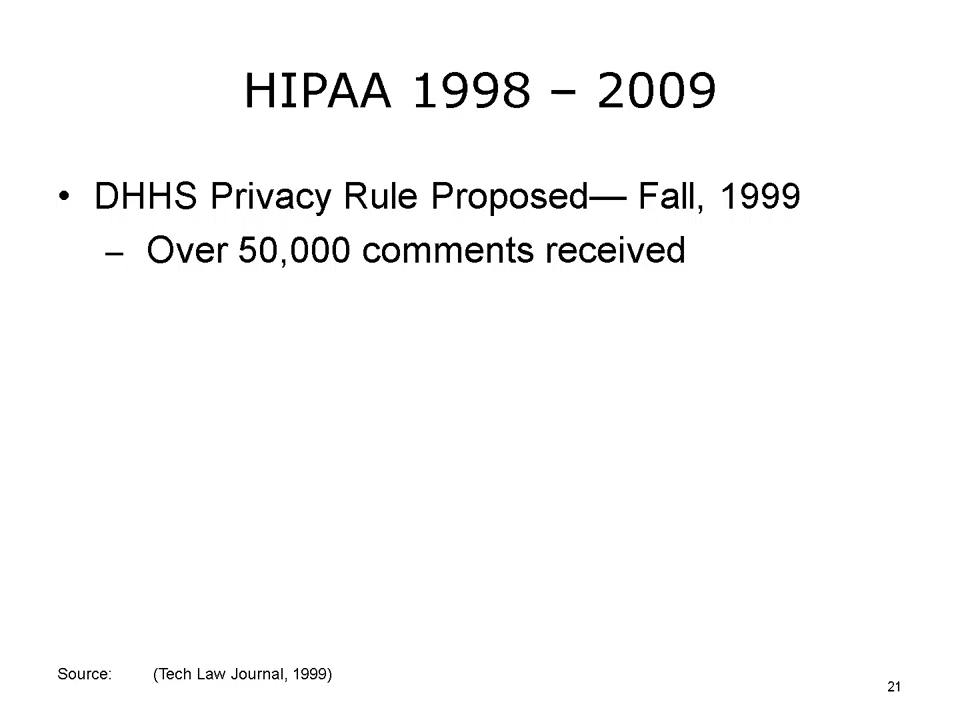 HIPAA 1998 – 2009
• DHHS Privacy Rule Proposed— Fall, 1999
– Over 50,000 comments received
Source: (Tech Law Journal, 1999)
21